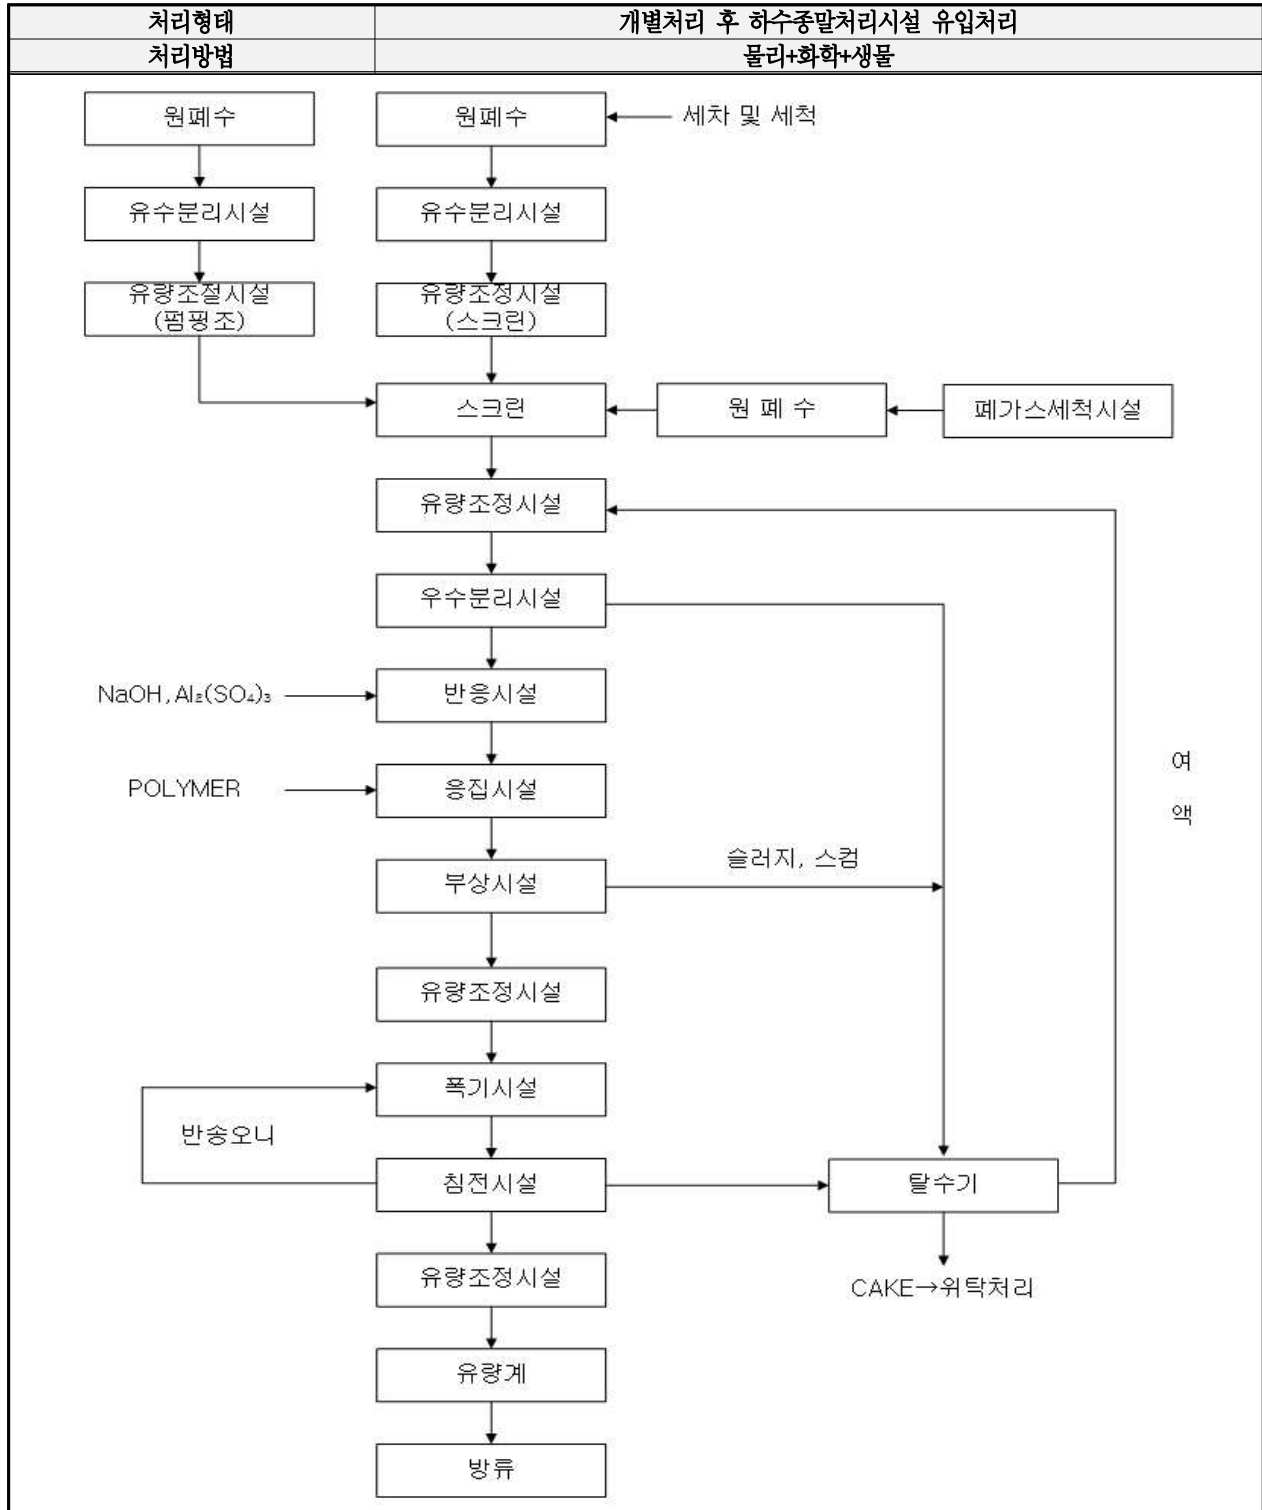 처리형태 개별처리 후 하수종말처리시설 유입처리
처리방법 물리+화학+생물
원폐수 원폐수 세차 및 세척
유수분리시설 유수분리시설
유량조절시설 유량조정시설
(펌핑조) (스크린)
스크린 원 폐 수 폐가스세척시설
유량조정시설
우수분리시설
NaOH,Al₂(SO₄)₃ 반응시설
여
POLYMER 응집시설
액
슬러지, 스컴
부상시설
유량조정시설
폭기시설
반송오니
침전시설 탈수기
유량조정시설 CAKE→위탁처리
유량계
방류